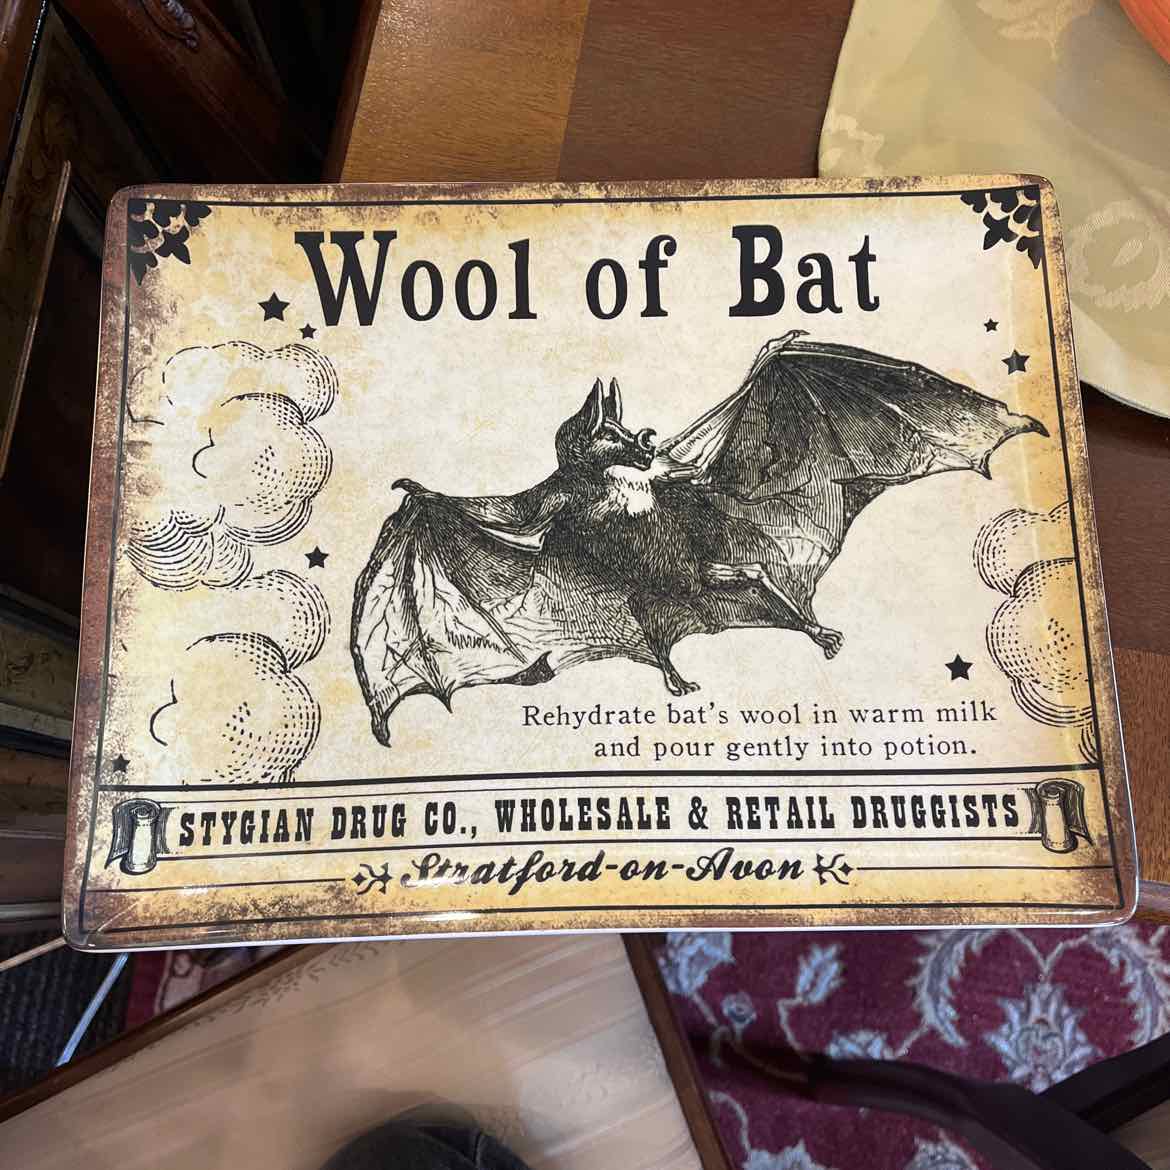 Wool of Bat
Rehydrate bat's wool in warm milk
and pour gently into potion.
STYGIAN DRUG CO., WHOLESALE & RETAIL DRUGGISTS
Stratford-on-Avon